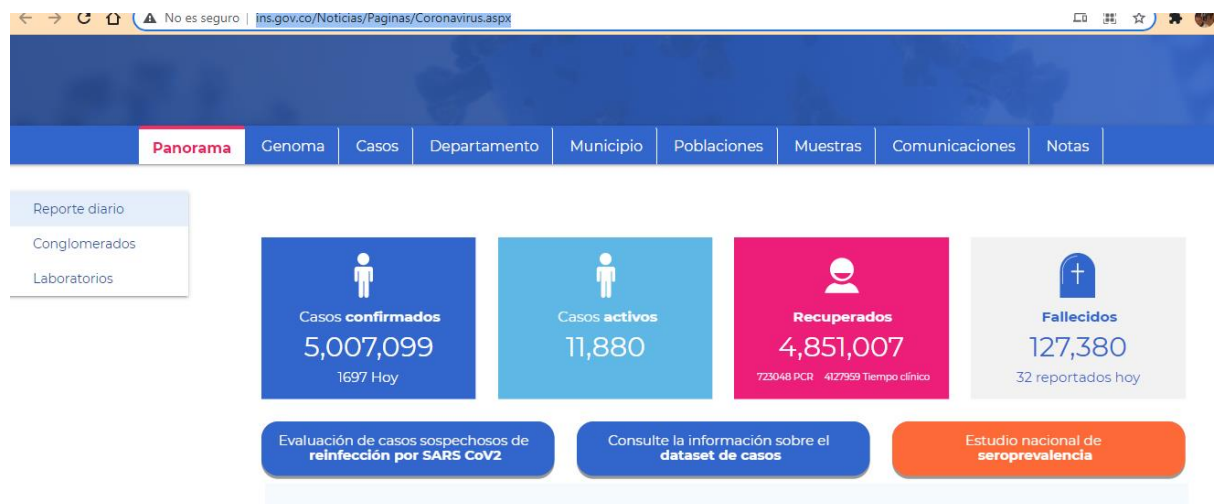 No es seguro | ins.gov.co/Noticias/Paginas/Coronavirus.aspx
Panorama Genoma Casos Departamento Municipio Poblaciones Muestras Comunicaciones Notas
Reporte diario
Conglomerados
Laboratorios
Casos confirmados
5,007,099
1697 Hoy
Casos activos
11,880
Recuperados
4,851,007
723048 PCR 4127959 Tiempo clínico
Fallecidos
127,380
32 reportados hoy
Evaluación de casos sospechosos de
reinfección por SARS CoV2
Consulte la información sobre el
dataset de casos
Estudio nacional de
seroprevalencia